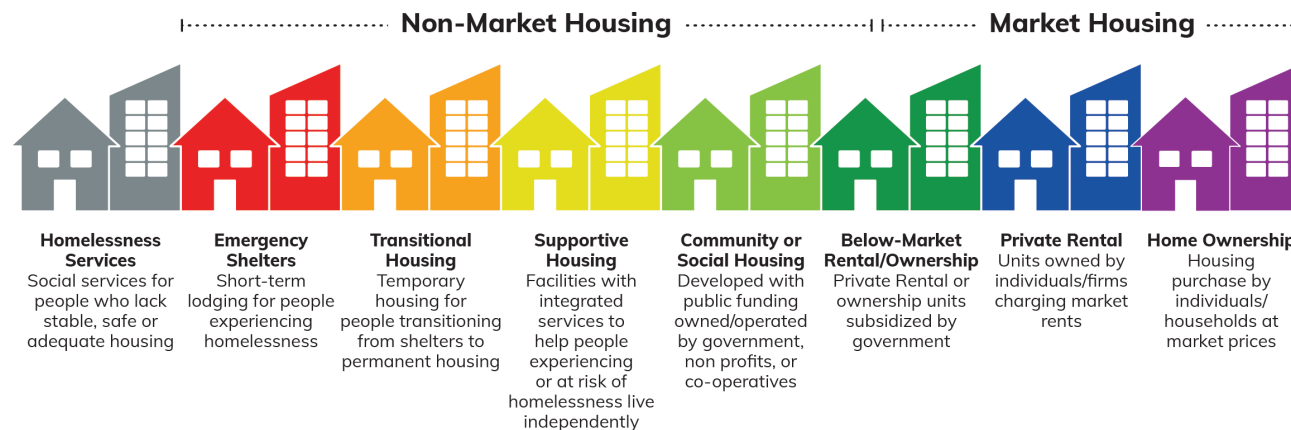 Non-Market Housing
Market Housing
Homelessness
Services
Social services for
people who lack
stable, safe or
adequate housing
Emergency
Shelters
Short-term
lodging for people
experiencing
homelessness
Transitional
Housing
Temporary
housing for
people transitioning
from shelters to
permanent housing
Supportive
Housing
Facilities with
integrated
services to
help people
experiencing
or at risk of
homelessness live
independently
Community or
Social Housing
Developed with
public funding
owned/operated
by government,
non profits, or
co-operatives
Below-Market
Rental/Ownership
Private Rental or
ownership units
subsidized by
government
Private Rental
Units owned by
individuals/firms
charging market
rents
Home Ownership
Housing
purchase by
individuals/
households at
market prices